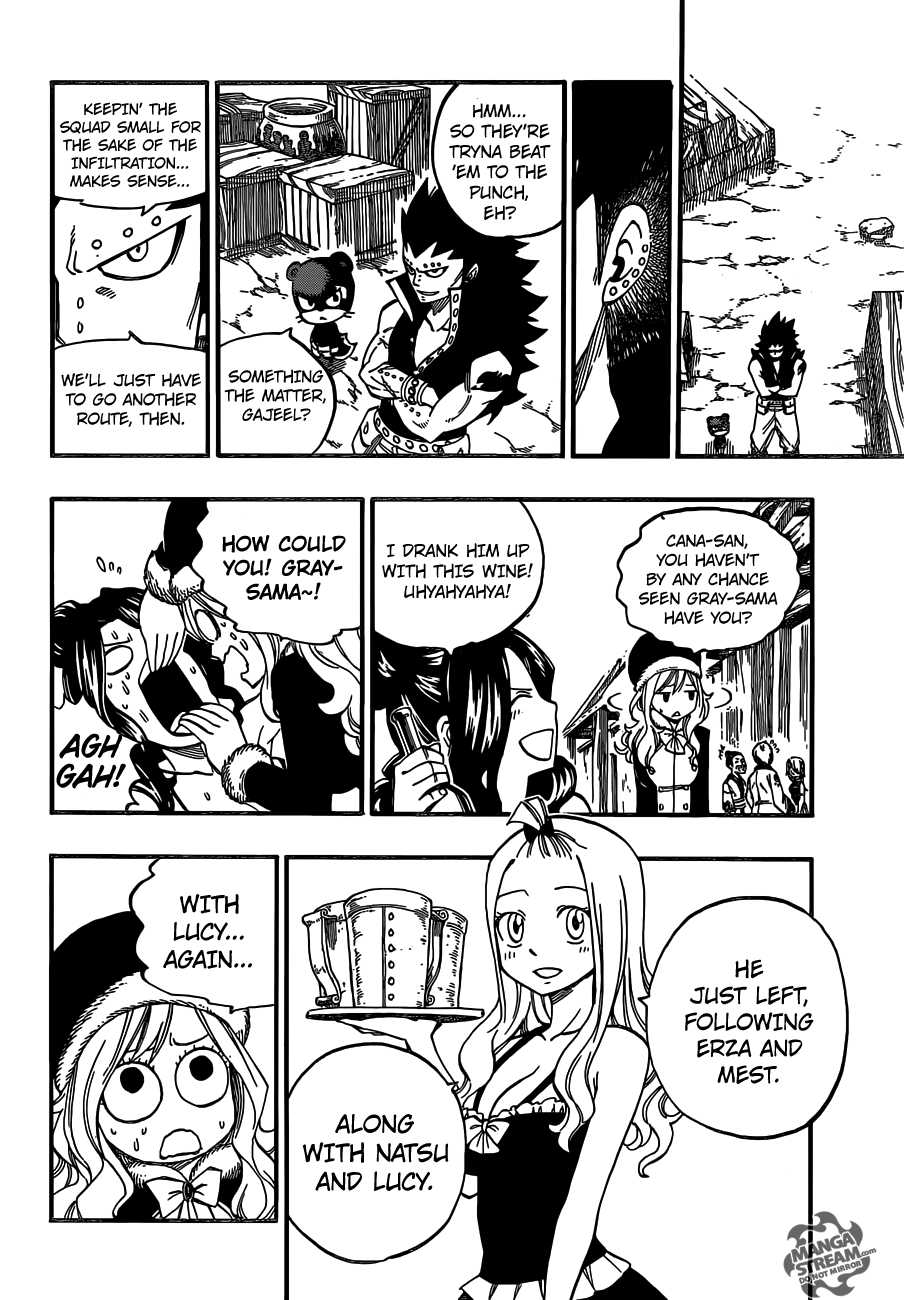 HMM...
SO THEY'RE
TRYNA BEAT
'EM TO THE
PUNCH,
EH?
SOMETHING
THE MATTER,
GAJEEL?
KEEPIN' THE
SQUAD SMALL FOR
THE SAKE OF THE
INFILTRATION...
MAKES SENSE...
WE'LL JUST HAVE
TO GO ANOTHER
ROUTE, THEN.
CANA-SAN,
YOU HAVEN'T
BY ANY CHANCE
SEEN GRAY-SAMA
HAVE YOU?
I DRANK HIM UP
WITH THIS WINE!
UHYAHYAHYA!
HOW COULD
YOU! GRAY-
SAMA~!
AGH
GAH!
HE
JUST LEFT,
FOLLOWING
ERZA AND
MEST.
ALONG
WITH NATSU
AND LUCY.
WITH
LUCY...
AGAIN...
MANGA
STREAM.com
DO NOT MIRROR